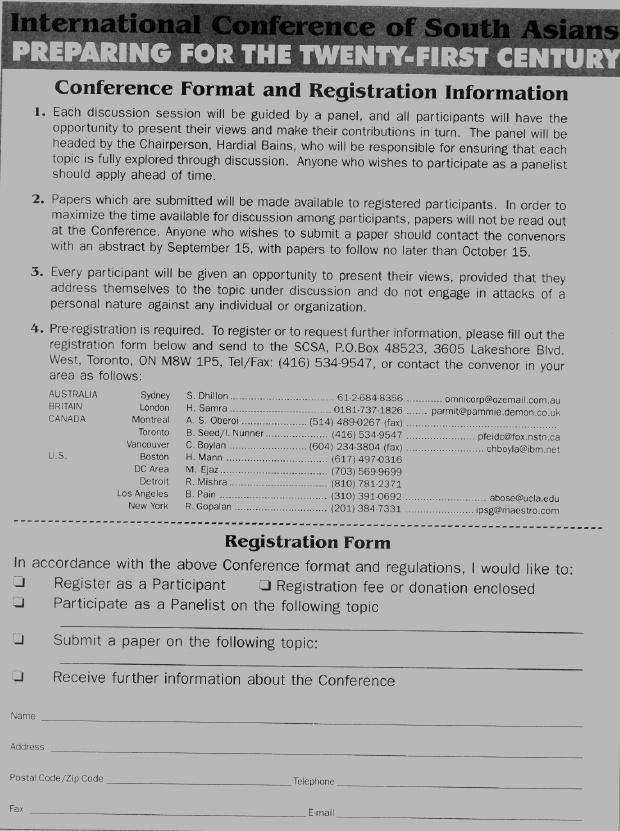 International Conference of South Asians
PREPARING FOR THE TWENTY-FIRST CENTURY
Conference Format and Registration Information
1. Each discussion session will be guided by a panel, and all participants will have the
opportunity to present their views and make their contributions in turn. The panel will be
headed by the Chairperson, Hardial Bains, who will be responsible for ensuring that each
topic is fully explored through discussion. Anyone who wishes to participate as a panelist
should apply ahead of time.
2. Papers which are submitted will be made available to registered participants. In order to
maximize the time available for discussion among participants, papers will not be read out
at the Conference. Anyone who wishes to submit a paper should contact the convenors
with an abstract by September 15, with papers to follow no later than October 15.
3. Every participant will be given an opportunity to present their views, provided that they
address themselves to the topic under discussion and do not engage in attacks of a
personal nature against any individual or organization.
4. Pre-registration is required. To register or to request further information, please fill out the
registration form below and send to the SCSA, P.O.Box 48523, 3605 Lakeshore Blvd.
West, Toronto, ON M8W 1P5, Tel/Fax: (416) 534-9547, or contact the convenor in your
area as follows:
AUSTRALIA Sydney S. Dhillon ........ 61-2-684-8356 ........ omnicorp@ozemail.com.au
BRITAIN London H. Samra ........ 0181-737-1826 ........ parmit@pammie.demon.co.uk
CANADA Montreal A. S. Oberoi ........ (514) 489-0267 (fax) ........
Toronto B. Seed/I. Nunner ........ (416) 534-9547 ........ pfeidc@fox.nstn.ca
Vancouver C. Boylan ........ (604) 234-3804 (fax) ........ chboyla@ibm.net
U.S. Boston H. Mann ........ (617) 497-0316
DC Area M. Ejaz ........ (703) 569-9699
Detroit R. Mishra ........ (810) 781-2371
Los Angeles B. Pain ........ (310) 391-0692 ........ abose@ucla.edu
New York R. Gopalan ........ (201) 384-7331 ........ ipsg@maestro.com
Registration Form
In accordance with the above Conference format and regulations, I would like to:
❏ Register as a Participant ❏ Registration fee or donation enclosed
❏ Participate as a Panelist on the following topic
❏ Submit a paper on the following topic:
❏ Receive further information about the Conference
Name
Address
Postal Code/Zip Code Telephone
Fax E-mail